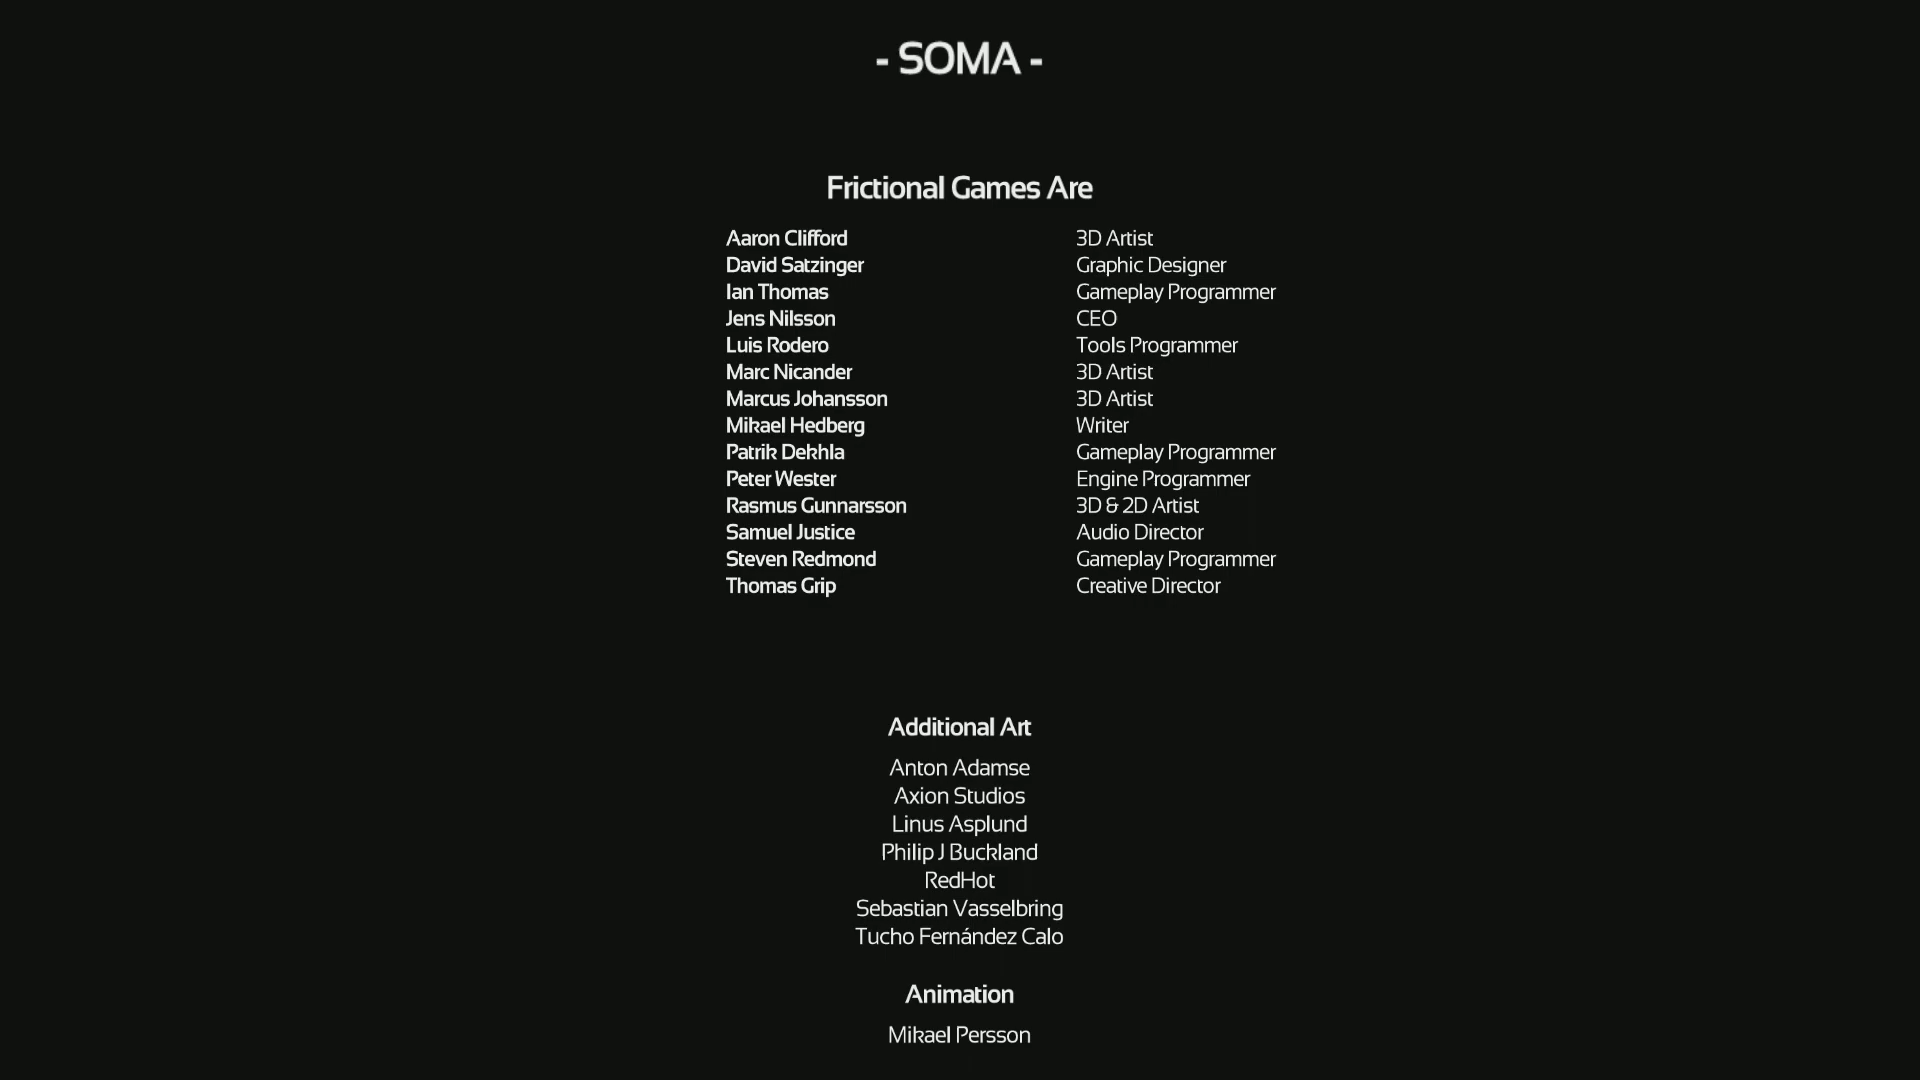 - SOMA -
Frictional Games Are
Aaron Clifford 3D Artist
David Satzinger Graphic Designer
Ian Thomas Gameplay Programmer
Jens Nilsson CEO
Luis Rodero Tools Programmer
Marc Nicander 3D Artist
Marcus Johansson 3D Artist
Mikael Hedberg Writer
Patrik Dekhla Gameplay Programmer
Peter Wester Engine Programmer
Rasmus Gunnarsson 3D & 2D Artist
Samuel Justice Audio Director
Steven Redmond Gameplay Programmer
Thomas Grip Creative Director
Additional Art
Anton Adamse
Axion Studios
Linus Asplund
Philip J Buckland
RedHot
Sebastian Vasselbring
Tucho Fernández Calo
Animation
Mikael Persson